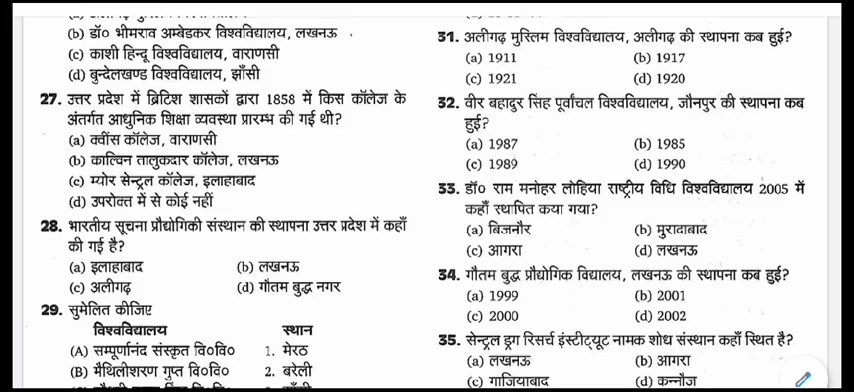 (b) डॉ० भीमराव अम्बेडकर विश्वविद्यालय, लखनऊ
(c) काशी हिन्दू विश्वविद्यालय, वाराणसी
(d) बुन्देलखण्ड विश्वविद्यालय, झाँसी
27. उत्तर प्रदेश में ब्रिटिश शासकों द्वारा 1858 में किस कॉलेज के
अंतर्गत आधुनिक शिक्षा व्यवस्था प्रारम्भ की गई थी?
(a) क्वींस कॉलेज, वाराणसी
(b) काल्विन तालुकदार कॉलेज, लखनऊ
(c) म्योर सेन्ट्रल कॉलेज, इलाहाबाद
(d) उपरोक्त में से कोई नहीं
28. भारतीय सूचना प्रौद्योगिकी संस्थान की स्थापना उत्तर प्रदेश में कहाँ
की गई है?
(a) इलाहाबाद (b) लखनऊ
(c) अलीगढ़ (d) गौतम बुद्ध नगर
29. सुमेलित कीजिए
विश्वविद्यालय स्थान
(A) सम्पूर्णानंद संस्कृत वि०वि० 1. मेरठ
(B) मैथिलीशरण गुप्त वि०वि० 2. बरेली
31. अलीगढ़ मुस्लिम विश्वविद्यालय, अलीगढ़ की स्थापना कब हुई?
(a) 1911 (b) 1917
(c) 1921 (d) 1920
32. वीर बहादुर सिंह पूर्वांचल विश्वविद्यालय, जौनपुर की स्थापना कब
हुई?
(a) 1987 (b) 1985
(c) 1989 (d) 1990
33. डॉ० राम मनोहर लोहिया राष्ट्रीय विधि विश्वविद्यालय 2005 में
कहाँ स्थापित कया गया?
(a) बिजनौर (b) मुरादाबाद
(c) आगरा (d) लखनऊ
34. गौतम बुद्ध प्रौद्योगिक विद्यालय, लखनऊ की स्थापना कब हुई?
(a) 1999 (b) 2001
(c) 2000 (d) 2002
35. सेन्ट्रल ड्रग रिसर्च इंस्टीट्यूट नामक शोध संस्थान कहाँ स्थित है?
(a) लखनऊ (b) आगरा
(c) गाजियाबाद (d) कन्नौज